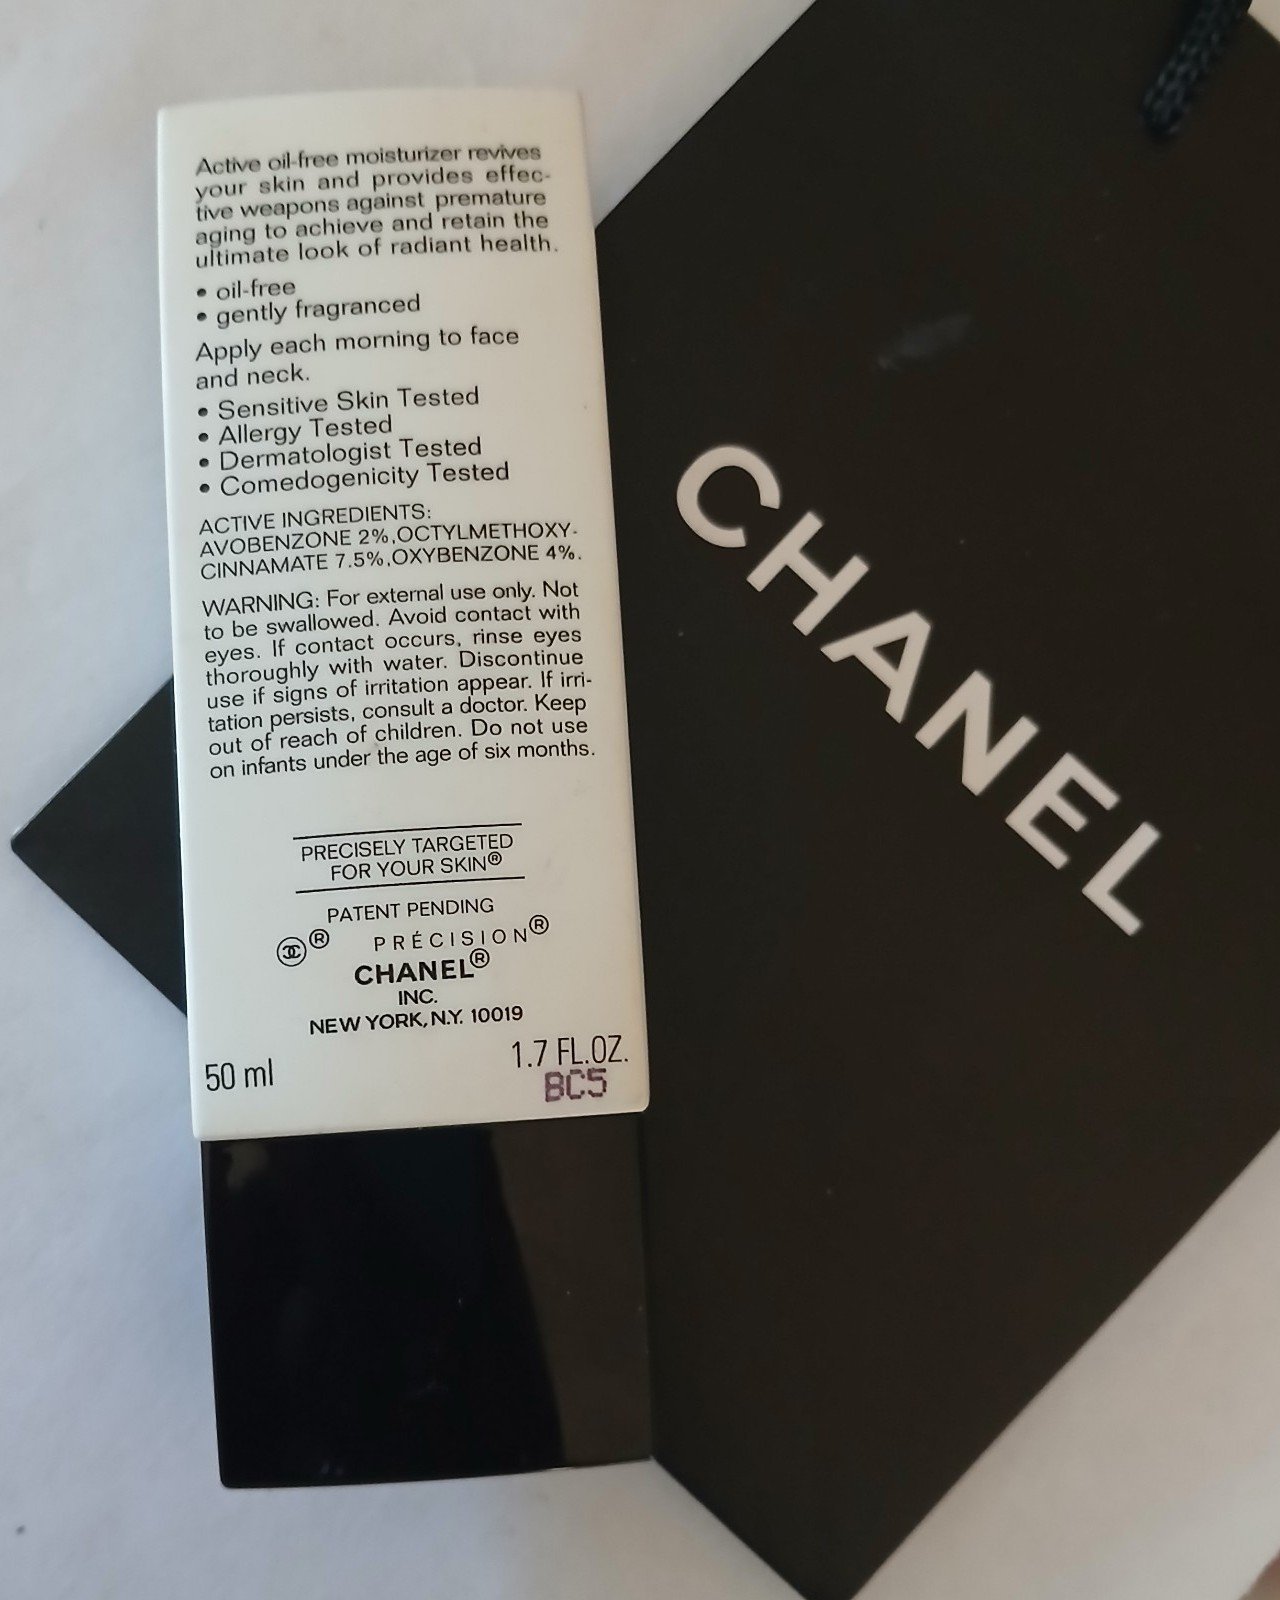 Active oil-free moisturizer revives
your skin and provides effec-
tive weapons against premature
aging to achieve and retain the
ultimate look of radiant health.
• oil-free
• gently fragranced
Apply each morning to face
and neck.
• Sensitive Skin Tested
• Allergy Tested
• Dermatologist Tested
• Comedogenicity Tested
ACTIVE INGREDIENTS:
AVOBENZONE 2%,OCTYLMETHOXY-
CINNAMATE 7.5%,OXYBENZONE 4%.
WARNING: For external use only. Not
to be swallowed. Avoid contact with
eyes. If contact occurs, rinse eyes
thoroughly with water. Discontinue
use if signs of irritation appear. If irri-
tation persists, consult a doctor. Keep
out of reach of children. Do not use
on infants under the age of six months.
PRECISELY TARGETED
FOR YOUR SKIN®
PATENT PENDING
® PRÉCISION®
CHANEL®
INC.
NEW YORK, N.Y. 10019
50 ml 1.7 FL.OZ.
BC5
CHANEL